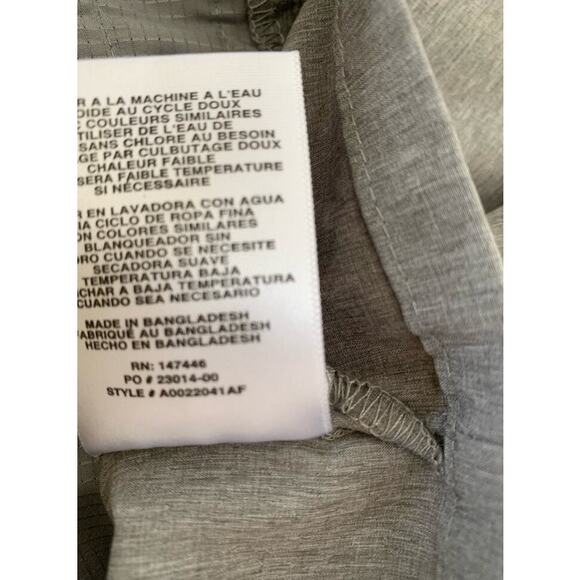 R A LA MACHINE A L'EAU
OIDE AU CYCLE DOUX
C COULEURS SIMILAIRES
TILISER DE L'EAU DE
SANS CHLORE AU BESOIN
AGE PAR CULBUTAGE DOUX
CHALEUR FAIBLE
SERA FAIBLE TEMPERATURE
SI NÉCESSAIRE
R EN LAVADORA CON AGUA
IA CICLO DE ROPA FINA
ON COLORES SIMILARES
BLANQUEADOR SIN
ORO CUANDO SE NECESITE
SECADORA SUAVE
TEMPERATURA BAJA
CHAR A BAJA TEMPERATURA
CUANDO SEA NECESARIO
MADE IN BANGLADESH
FABRIQUÉ AU BANGLADESH
HECHO EN BANGLADESH
RN: 147446
PO # 23014-00
STYLE # A0022041AF